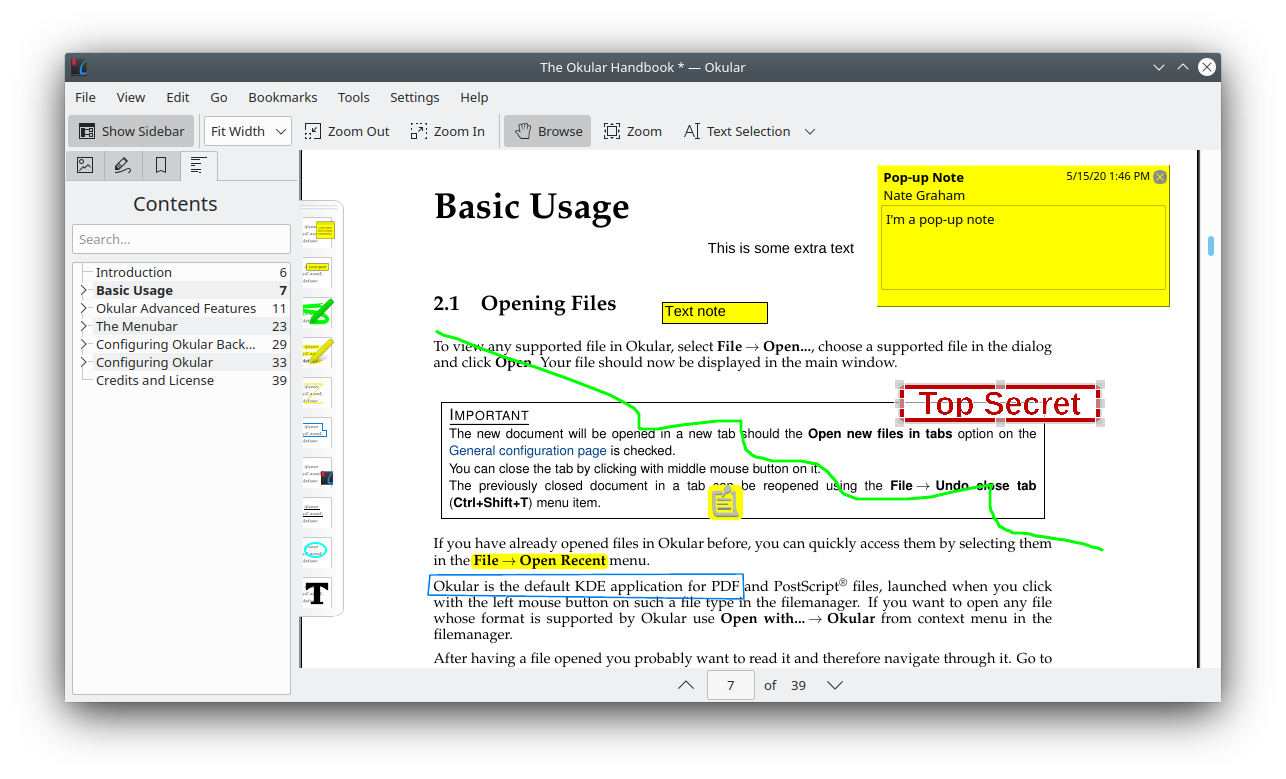 The Okular Handbook * — Okular
File View Edit Go Bookmarks Tools Settings Help
Show Sidebar Fit Width Zoom Out Zoom In Browse Zoom Text Selection
Contents
Search...
Introduction 6
Basic Usage 7
Okular Advanced Features 11
The Menubar 23
Configuring Okular Back... 29
Configuring Okular 33
Credits and License 39
Basic Usage
This is some extra text
Pop-up Note 5/15/20 1:46 PM
Nate Graham
I'm a pop-up note
2.1 Opening Files
Text note
To view any supported file in Okular, select File → Open..., choose a supported file in the dialog
and click Open. Your file should now be displayed in the main window.
Top Secret
IMPORTANT
The new document will be opened in a new tab should the Open new files in tabs option on the
General configuration page is checked.
You can close the tab by clicking with middle mouse button on it.
The previously closed document in a tab can be reopened using the File → Undo close tab
(Ctrl+Shift+T) menu item.
If you have already opened files in Okular before, you can quickly access them by selecting them
in the File → Open Recent menu.
Okular is the default KDE application for PDF and PostScript® files, launched when you click
with the left mouse button on such a file type in the filemanager. If you want to open any file
whose format is supported by Okular use Open with... → Okular from context menu in the
filemanager.
After having a file opened you probably want to read it and therefore navigate through it. Go to
7 of 39
T